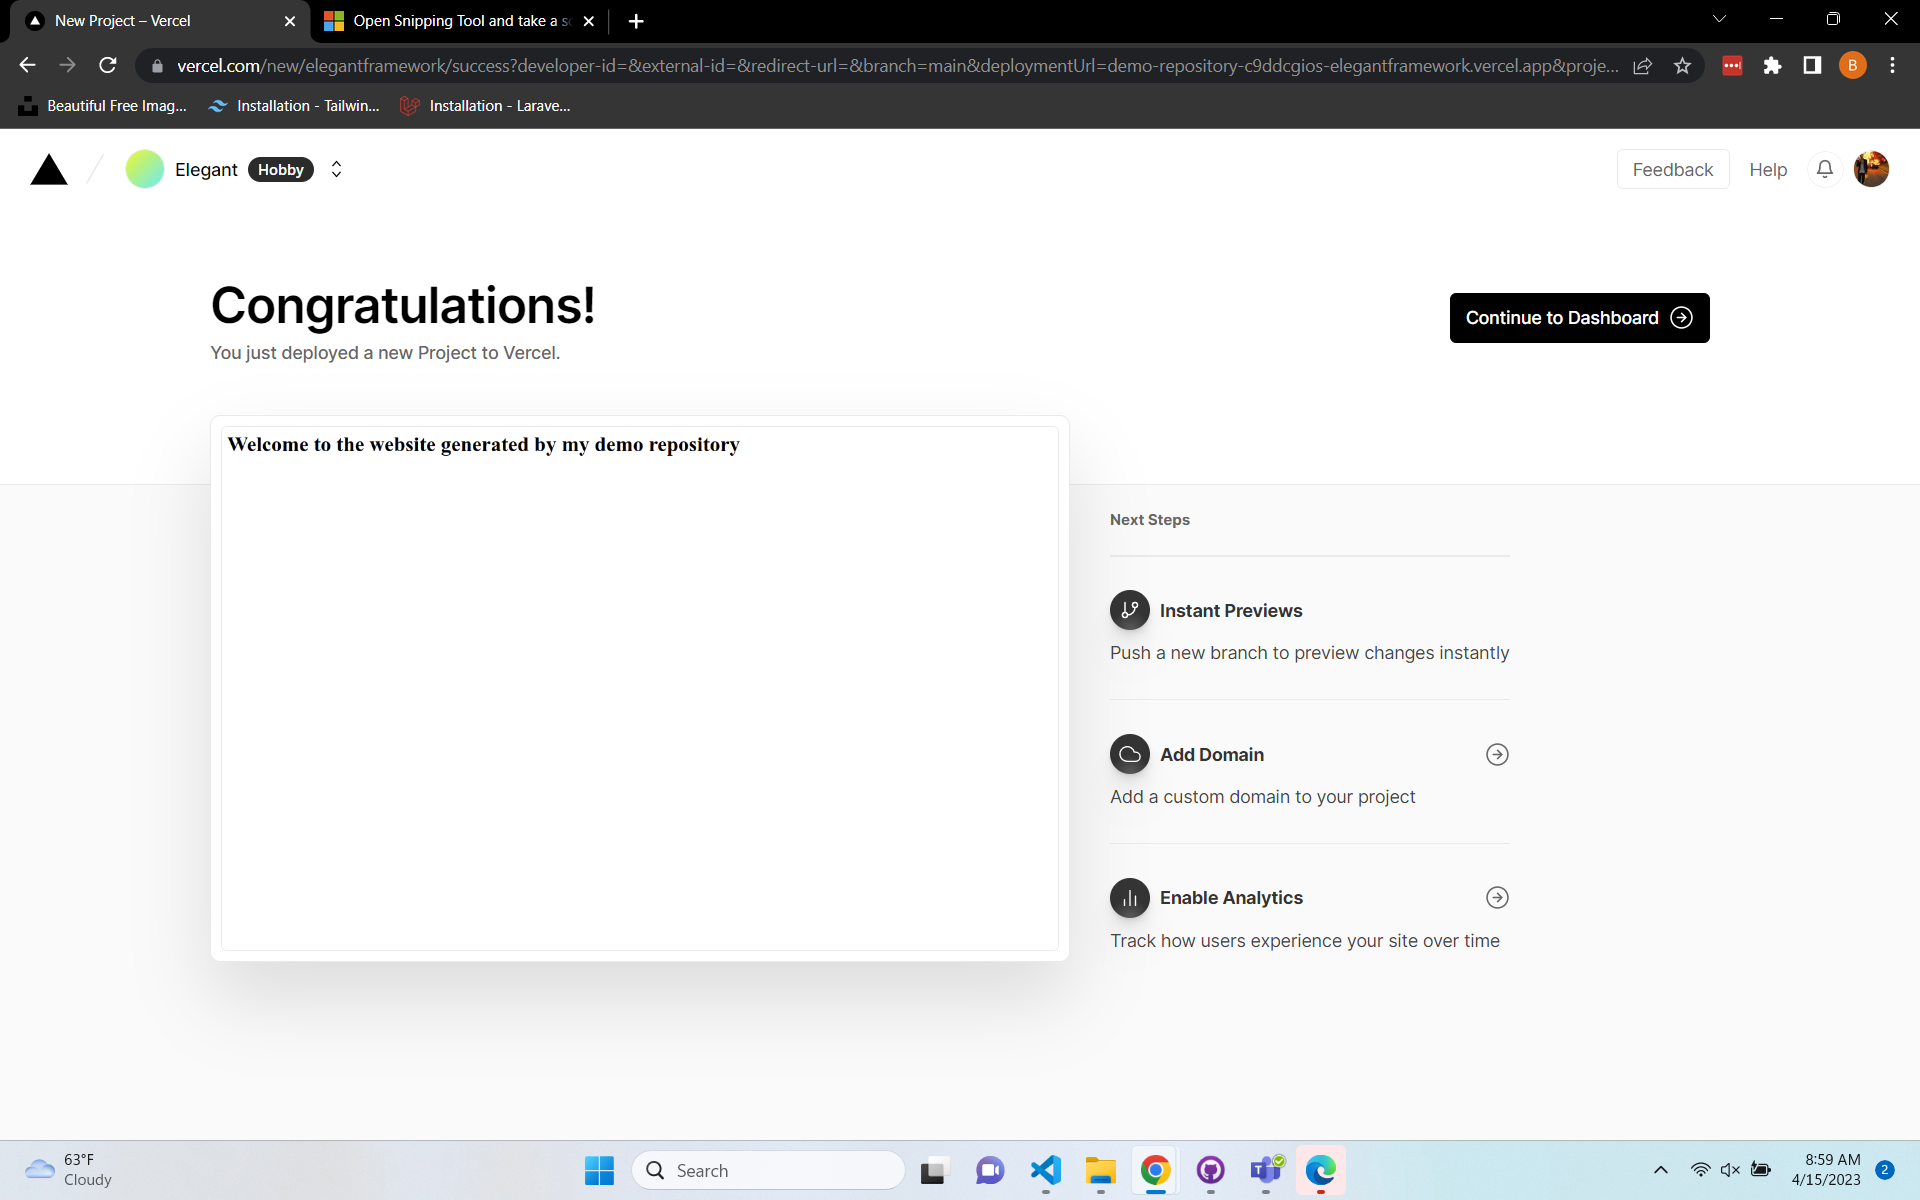 New Project – Vercel
Open Snipping Tool and take a
vercel.com/new/elegantframework/success?developer-id=&external-id=&redirect-url=&branch=main&deploymentUrl=demo-repository-c9ddcgios-elegantframework.vercel.app&proje...
B
Beautiful Free Imag...
Installation - Tailwin...
Installation - Larave...
Elegant
Hobby
Feedback
Help
Congratulations!
Continue to Dashboard
You just deployed a new Project to Vercel.
Welcome to the website generated by my demo repository
Next Steps
Instant Previews
Push a new branch to preview changes instantly
Add Domain
Add a custom domain to your project
Enable Analytics
Track how users experience your site over time
63°F
Cloudy
Search
8:59 AM
4/15/2023
2